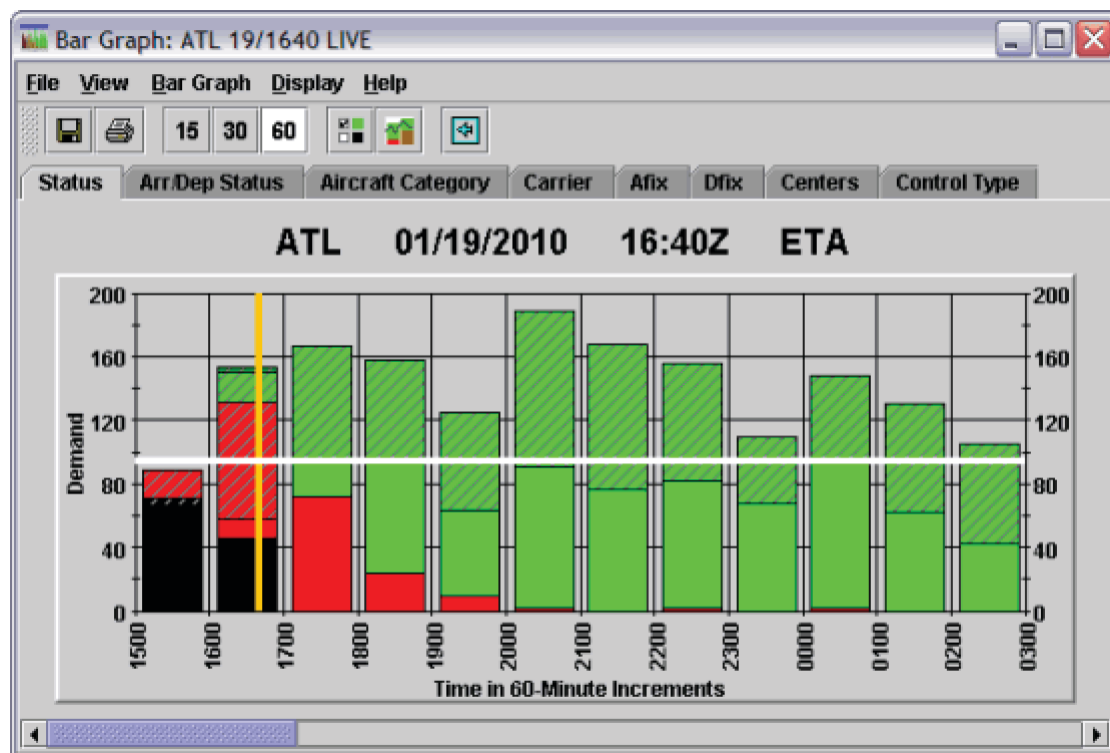 Bar Graph: ATL 19/1640 LIVE
File View Bar Graph Display Help
15 30 60
Status Arr/Dep Status Aircraft Category Carrier Afix Dfix Centers Control Type
ATL 01/19/2010 16:40Z ETA
200 200
160 160
120 120
Demand
80 80
40 40
0 0
1500 1600 1700 1800 1900 2000 2100 2200 2300 0000 0100 0200 0300
Time in 60-Minute Increments